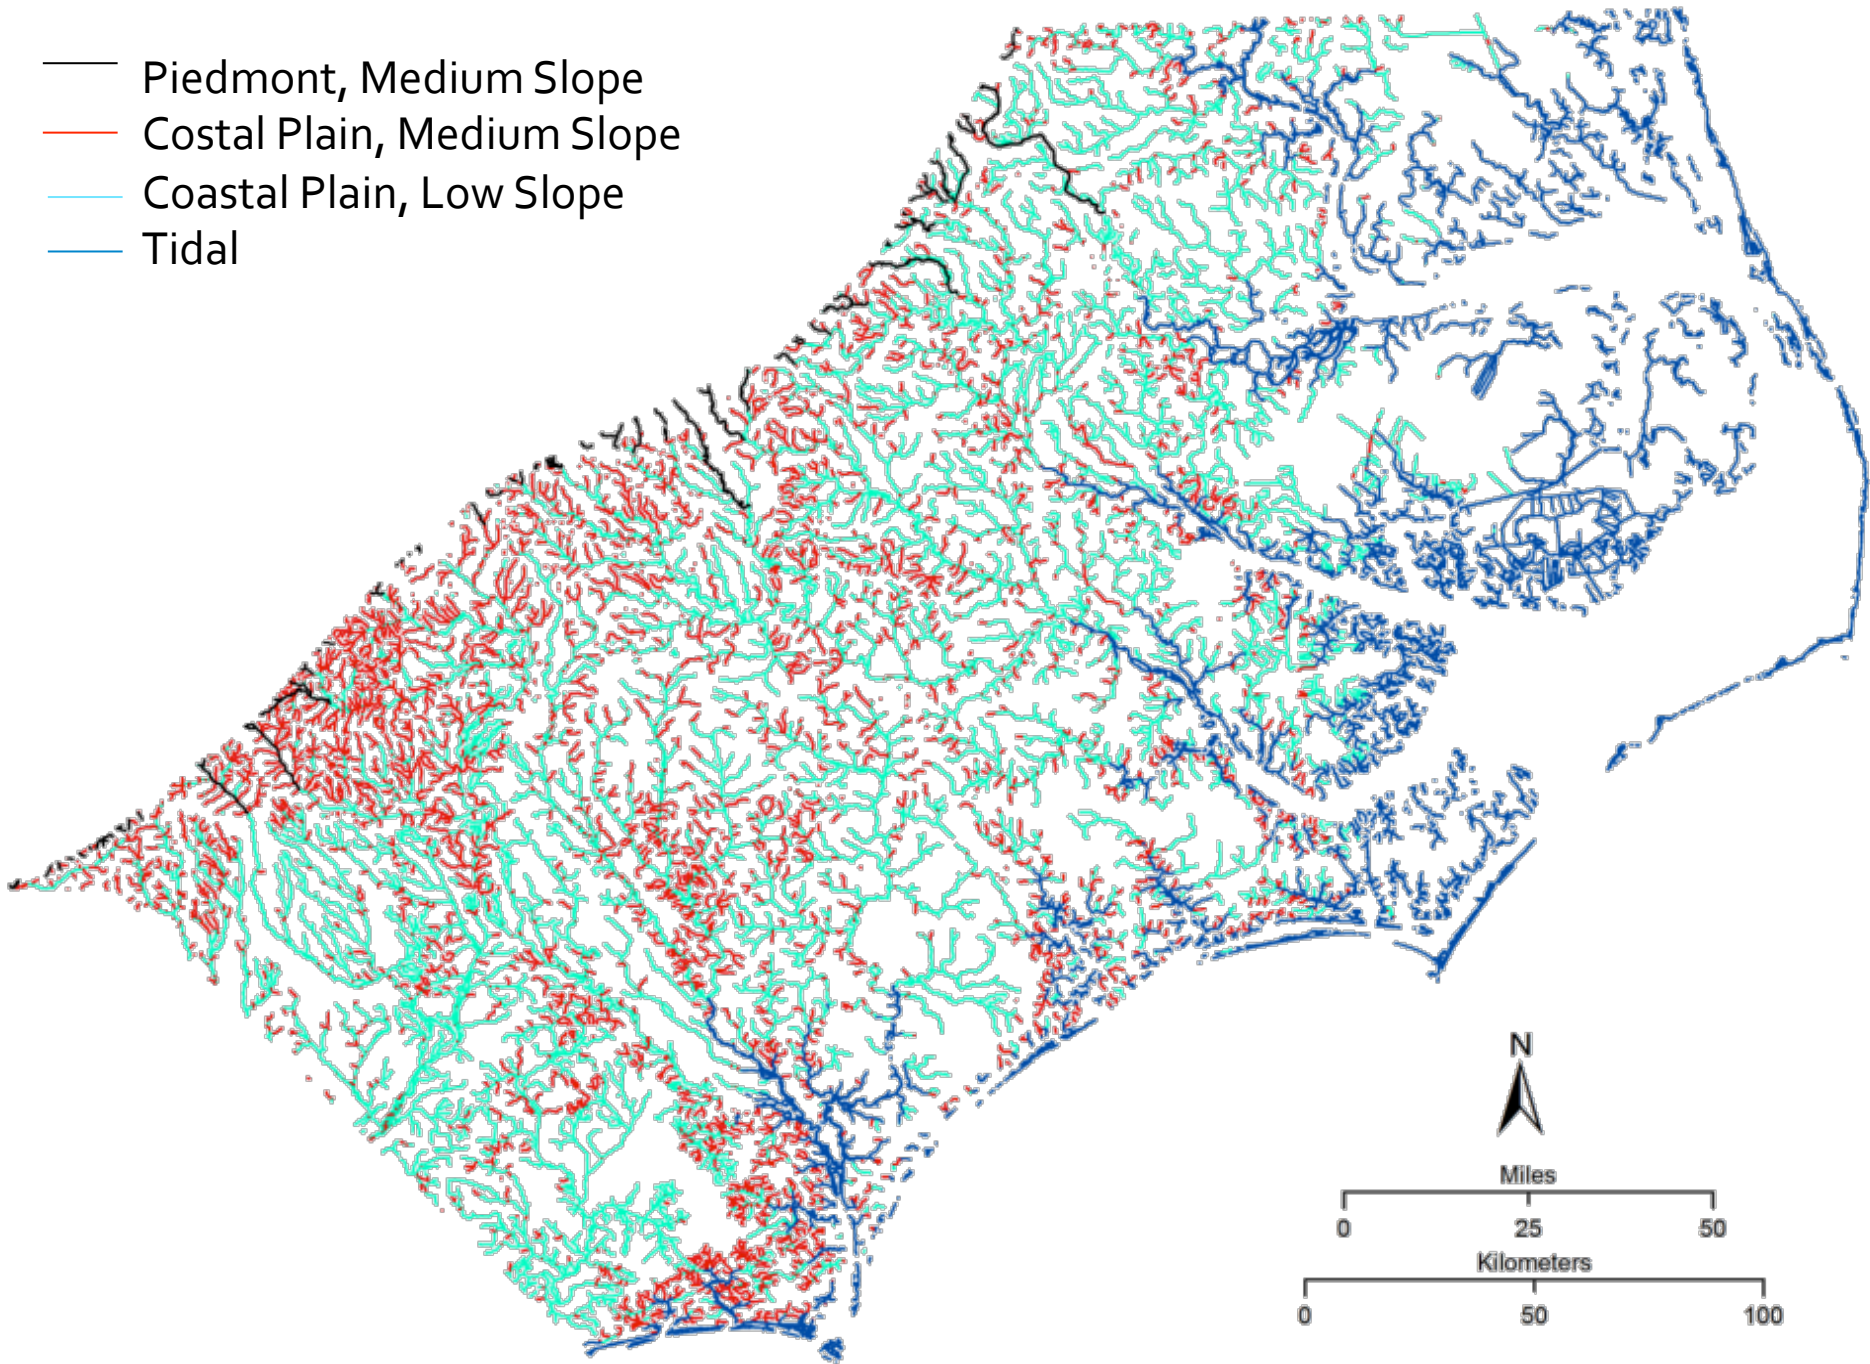 Piedmont, Medium Slope
Costal Plain, Medium Slope
Coastal Plain, Low Slope
Tidal
N
Miles
0 25 50
Kilometers
0 50 100